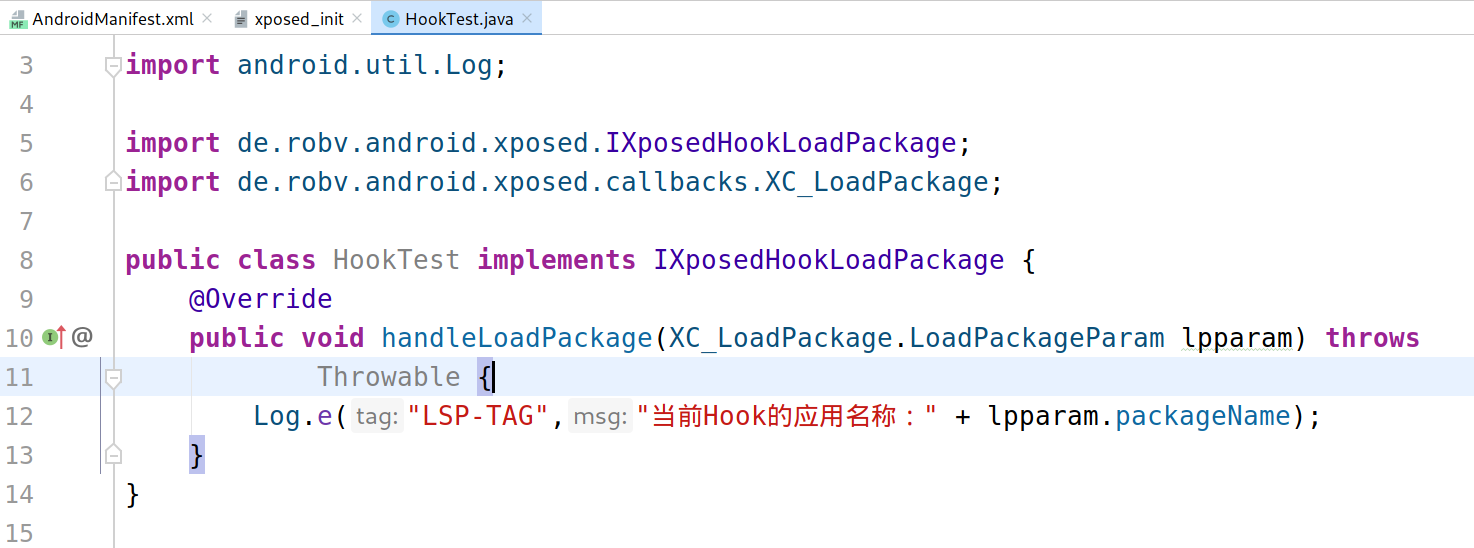 AndroidManifest.xml xposed_init HookTest.java
3 import android.util.Log;
4
5 import de.robv.android.xposed.IXposedHookLoadPackage;
6 import de.robv.android.xposed.callbacks.XC_LoadPackage;
7
8 public class HookTest implements IXposedHookLoadPackage {
9 @Override
10 @ public void handleLoadPackage(XC_LoadPackage.LoadPackageParam lpparam) throws
11 Throwable {
12 Log.e( tag: "LSP-TAG", msg: "当前Hook的应用名称：" + lpparam.packageName);
13 }
14 }
15